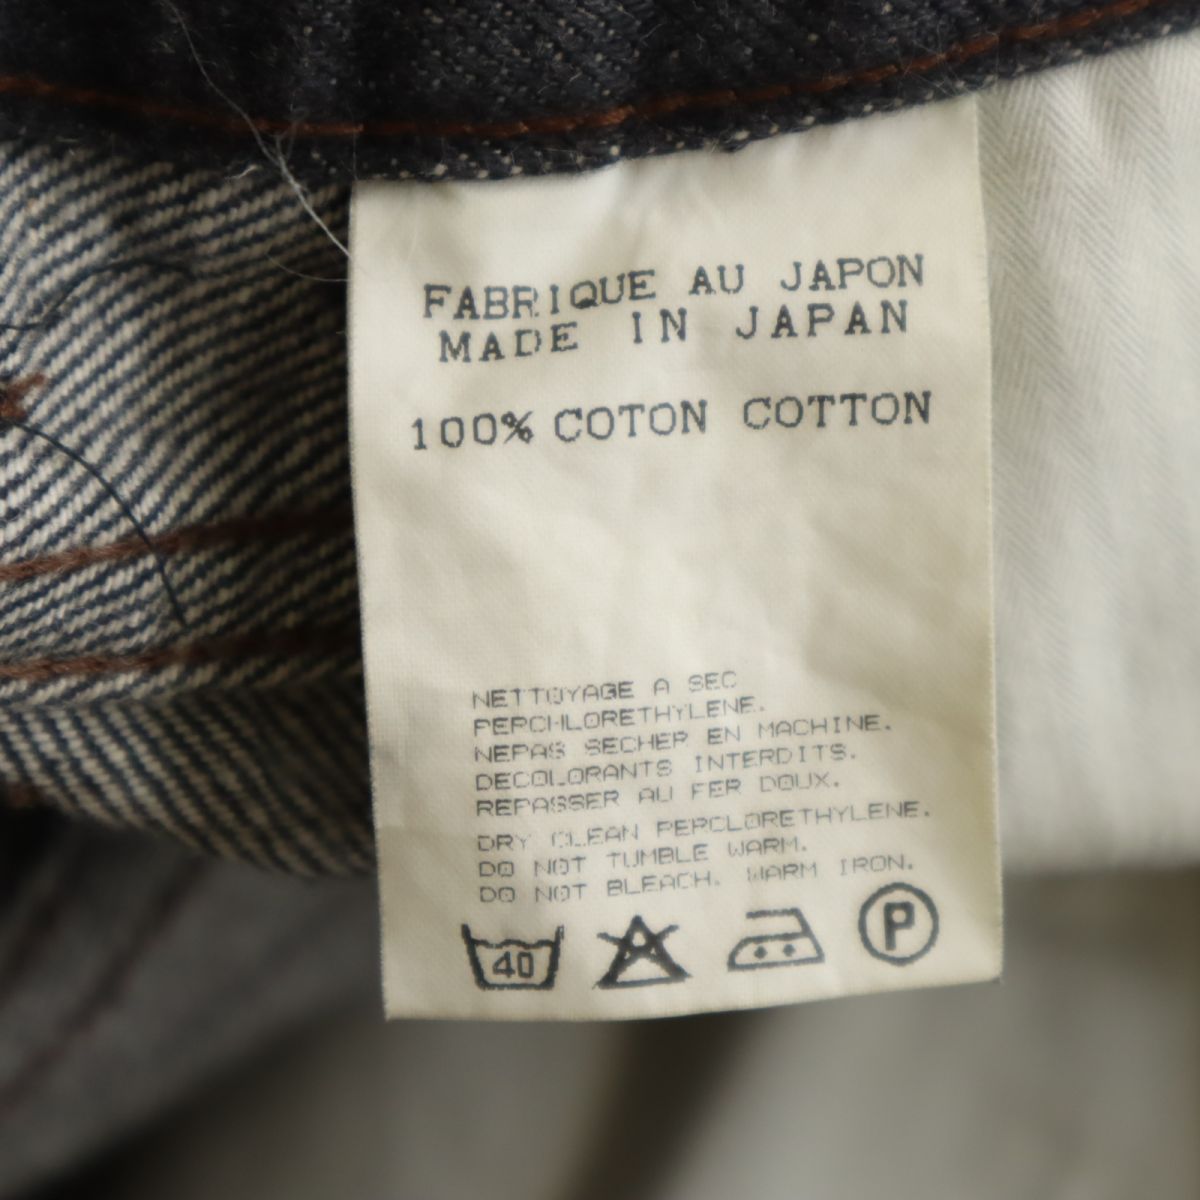 FABRIQUE AU JAPON
MADE IN JAPAN
100% COTON COTTON
NETTOYAGE A SEC
PERCHLORETHYLENE.
NEPAS SECHER EN MACHINE.
DECOLORANTS INTERDITS.
REPASSER AU FER DOUX.
DRY CLEAN PERCLORETHYLENE.
DO NOT TUMBLE WARM.
DO NOT BLEACH. WARM IRON.
40 P